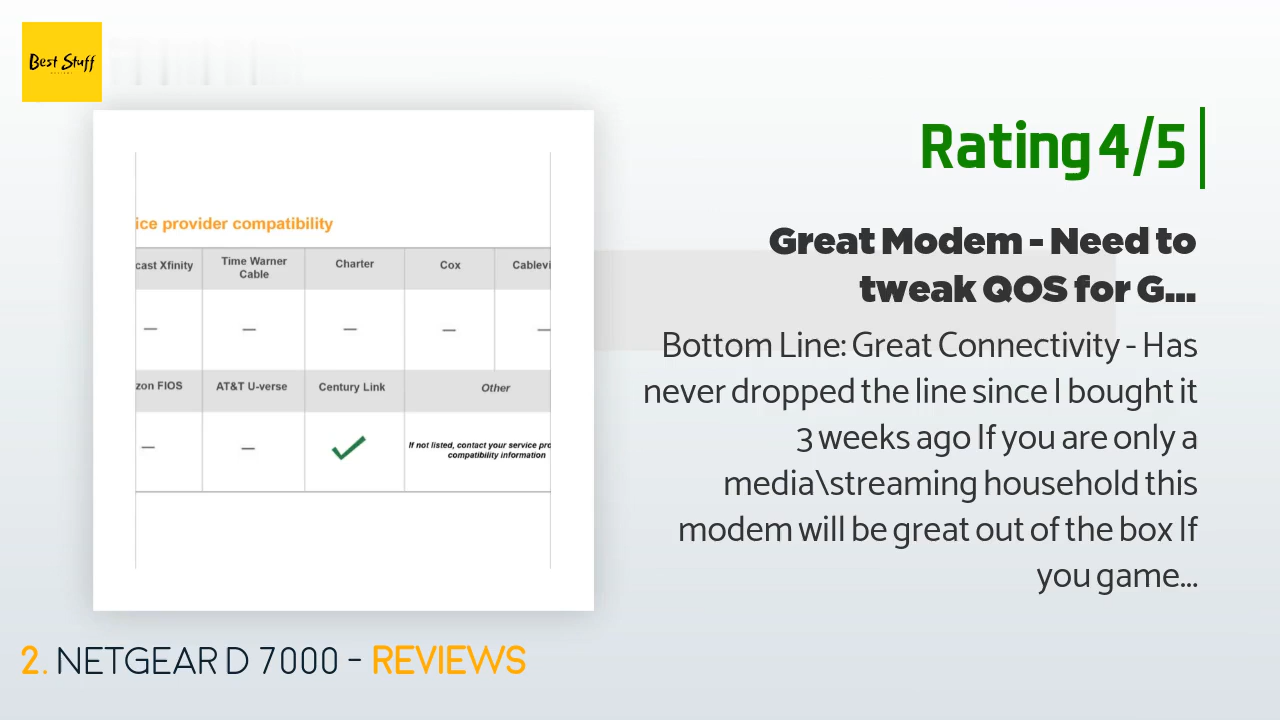 Best Stuff
Rating 4/5
Great Modem - Need to
tweak QOS for G...
Bottom Line: Great Connectivity - Has
never dropped the line since I bought it
3 weeks ago If you are only a
media\streaming household this
modem will be great out of the box If
you game...
ice provider compatibility
cast Xfinity
Time Warner
Cable
Charter
Cox
Cablevi
zon FIOS
AT&T U-verse
Century Link
Other
If not listed, contact your service pro
compatibility information
2. NETGEAR D 7000 - REVIEWS